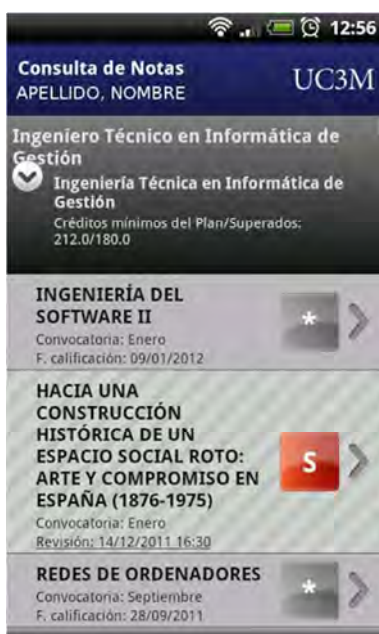 12:56
Consulta de Notas
APELLIDO, NOMBRE
UC3M
Ingeniero Técnico en Informática de
Gestión
Ingeniería Técnica en Informática de
Gestión
Créditos mínimos del Plan/Superados:
212.0/180.0
INGENIERÍA DEL
SOFTWARE II
Convocatoria: Enero
F. calificación: 09/01/2012
*
HACIA UNA
CONSTRUCCIÓN
HISTÓRICA DE UN
ESPACIO SOCIAL ROTO:
ARTE Y COMPROMISO EN
ESPAÑA (1876-1975)
Convocatoria: Enero
Revisión: 14/12/2011 16:30
S
REDES DE ORDENADORES
Convocatoria: Septiembre
F. calificación: 28/09/2011
*